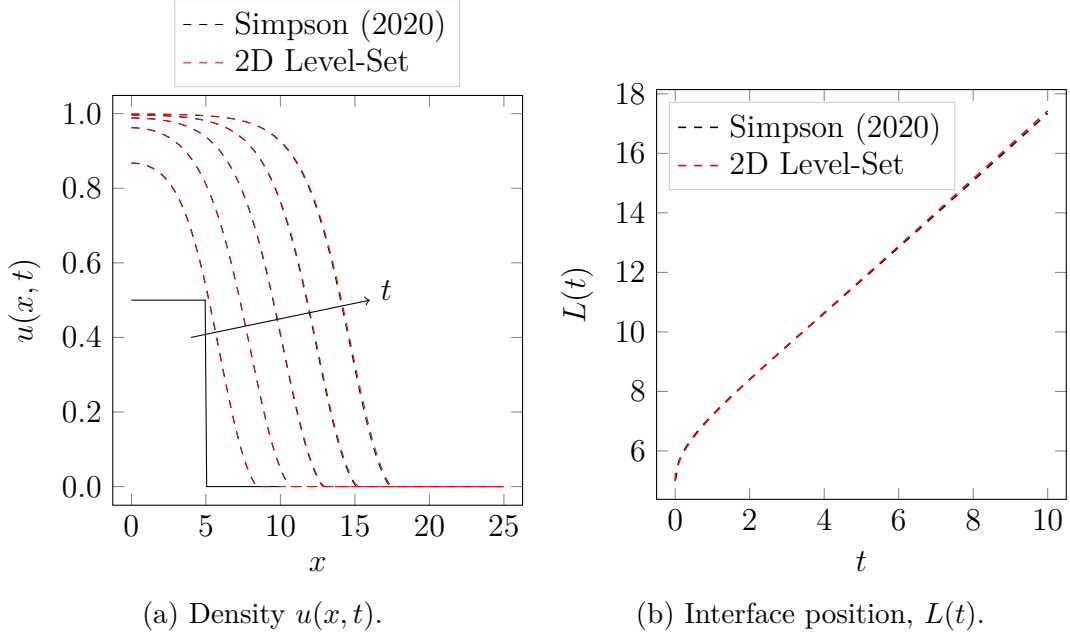 Simpson (2020)
2D Level-Set
1.0
0.8
0.6
0.4
0.2
0.0
u(x, t)
t
0 5 10 15 20 25
x
(a) Density u(x, t).
Simpson (2020)
2D Level-Set
18
16
14
12
10
8
6
L(t)
0 2 4 6 8 10
t
(b) Interface position, L(t).